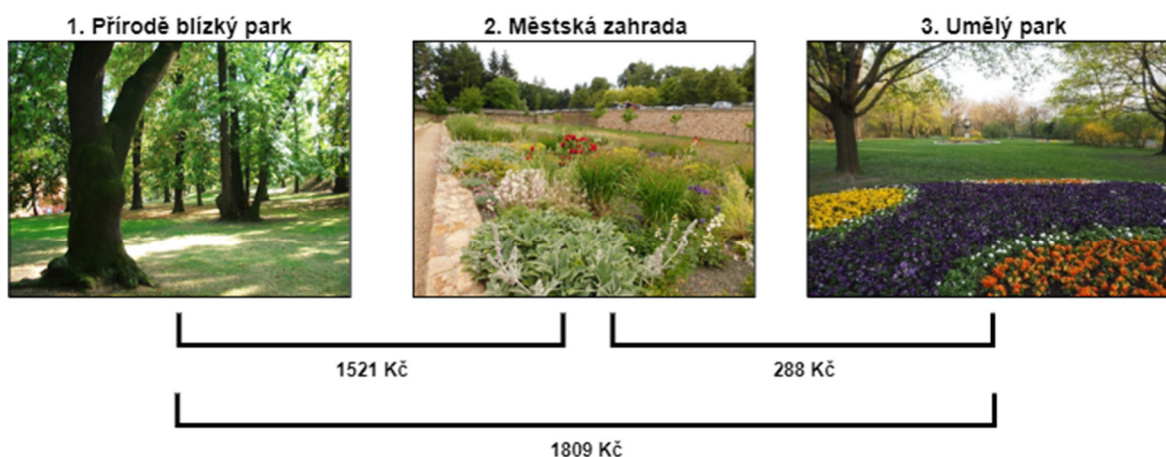 1. Přírodě blízký park
2. Městská zahrada
3. Umělý park
1521 Kč
288 Kč
1809 Kč